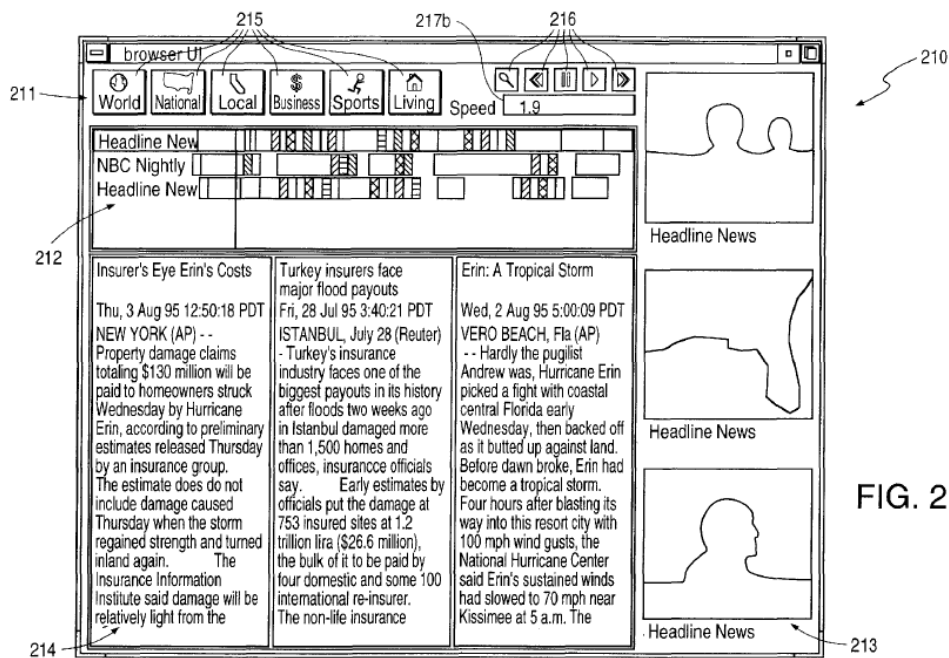 215
217b
216
browser UI
210
211
World
National
Local
Business
Sports
Living
Speed
1.9
Headline New
NBC Nightly
Headline New
212
Headline News
Insurer's Eye Erin's Costs
Thu, 3 Aug 95 12:50:18 PDT
NEW YORK (AP) - -
Property damage claims
totaling $130 million will be
paid to homeowners struck
Wednesday by Hurricane
Erin, according to preliminary
estimates released Thursday
by an insurance group.
The estimate does do not
include damage caused
Thursday when the storm
regained strength and turned
inland again. The
Insurance Information
Institute said damage will be
relatively light from the
Turkey insurers face
major flood payouts
Fri, 28 Jul 95 3:40:21 PDT
ISTANBUL, July 28 (Reuter)
- Turkey's insurance
industry faces one of the
biggest payouts in its history
after floods two weeks ago
in Istanbul damaged more
than 1,500 homes and
offices, insurancce officials
say. Early estimates by
officials put the damage at
753 insured sites at 1.2
trillion lira ($26.6 million),
the bulk of it to be paid by
four domestic and some 100
international re-insurer.
The non-life insurance
Erin: A Tropical Storm
Wed, 2 Aug 95 5:00:09 PDT
VERO BEACH, Fla (AP)
- - Hardly the pugilist
Andrew was, Hurricane Erin
picked a fight with coastal
central Florida early
Wednesday, then backed off
as it butted up against land.
Before dawn broke, Erin had
become a tropical storm.
Four hours after blasting its
way into this resort city with
100 mph wind gusts, the
National Hurricane Center
said Erin's sustained winds
had slowed to 70 mph near
Kissimee at 5 a.m. The
Headline News
FIG. 2
Headline News
214
213